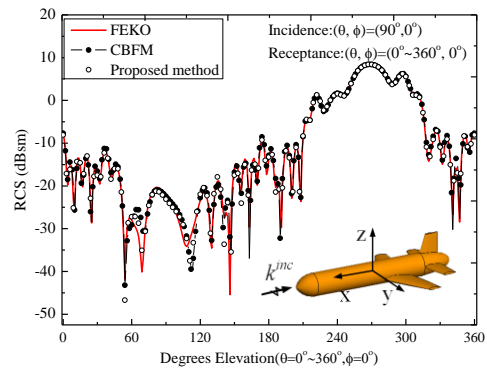 FEKO
CBFM
Proposed method
Incidence:(θ, ϕ)=(90°,0°)
Receptance:(θ, ϕ)=(0°~360°, 0°)
RCS (dBsm)
20
10
0
-10
-20
-30
-40
-50
0 60 120 180 240 300 360
Degrees Elevation(θ=0°~360°,ϕ=0°)
z
k^inc
x
y